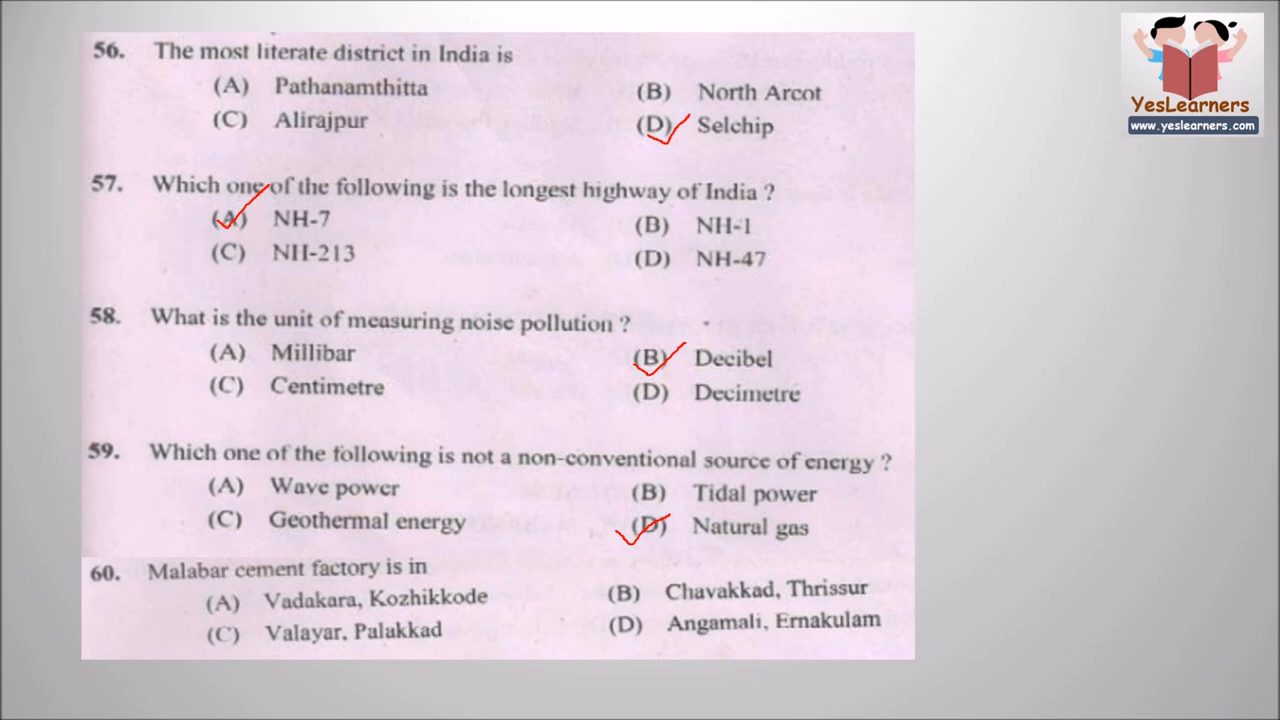 56. The most literate district in India is
(A) Pathanamthitta (B) North Arcot
(C) Alirajpur (D) Selchip
57. Which one of the following is the longest highway of India ?
(A) NH-7 (B) NH-1
(C) NH-213 (D) NH-47
58. What is the unit of measuring noise pollution ?
(A) Millibar (B) Decibel
(C) Centimetre (D) Decimetre
59. Which one of the following is not a non-conventional source of energy ?
(A) Wave power (B) Tidal power
(C) Geothermal energy (D) Natural gas
60. Malabar cement factory is in
(A) Vadakara, Kozhikkode (B) Chavakkad, Thrissur
(C) Valayar, Palakkad (D) Angamali, Ernakulam
YesLearners
www.yeslearners.com